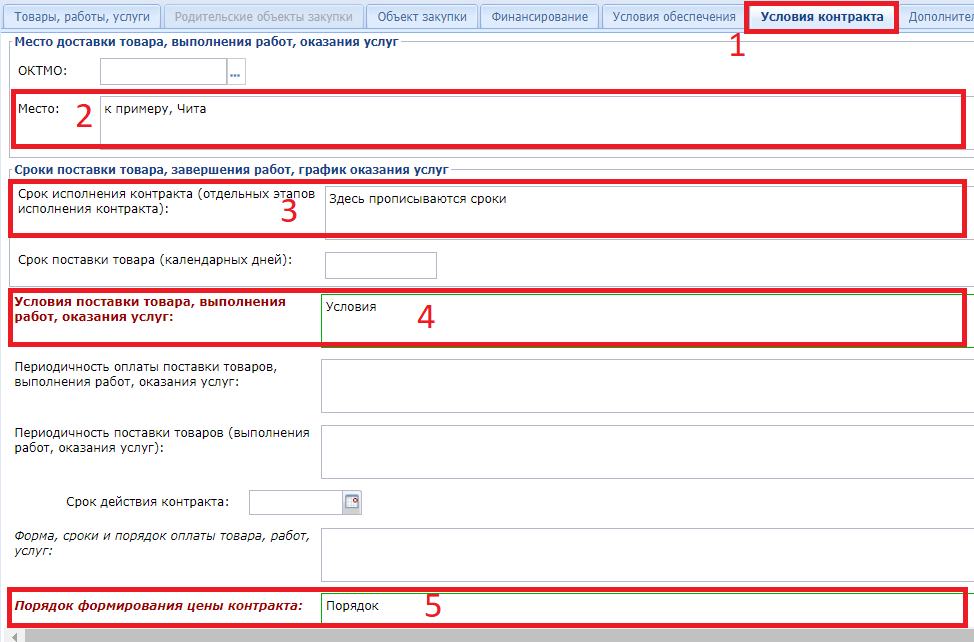 Товары, работы, услуги Родительские объекты закупки Объект закупки Финансирование Условия обеспечения Условия контракта Дополнител
1
Место доставки товара, выполнения работ, оказания услуг
ОКТМО: ...
Место: 2 к примеру, Чита
Сроки поставки товара, завершения работ, график оказания услуг
Срок исполнения контракта (отдельных этапов
исполнения контракта): 3 Здесь прописываются сроки
Срок поставки товара (календарных дней):
Условия поставки товара, выполнения
работ, оказания услуг: Условия 4
Периодичность оплаты поставки товаров,
выполнения работ, оказания услуг:
Периодичность поставки товаров (выполнения
работ, оказания услуг):
Срок действия контракта:
Форма, сроки и порядок оплаты товара, работ,
услуг:
Порядок формирования цены контракта: Порядок 5